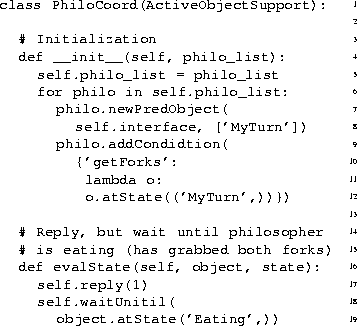 class PhiloCoord(ActiveObjectSupport): 1
2
# Initialization 3
def __init__(self, philo_list): 4
self.philo_list = philo_list 5
for philo in self.philo_list: 6
philo.newPredObject( 7
self.interface, ['MyTurn']) 8
philo.addCondidtion( 9
{'getForks': 10
lambda o: 11
o.atState(('MyTurn',))}) 12
13
# Reply, but wait until philosopher 14
# is eating (has grabbed both forks) 15
def evalState(self, object, state): 16
self.reply(1) 17
self.waitUnitil( 18
object.atState('Eating',)) 19